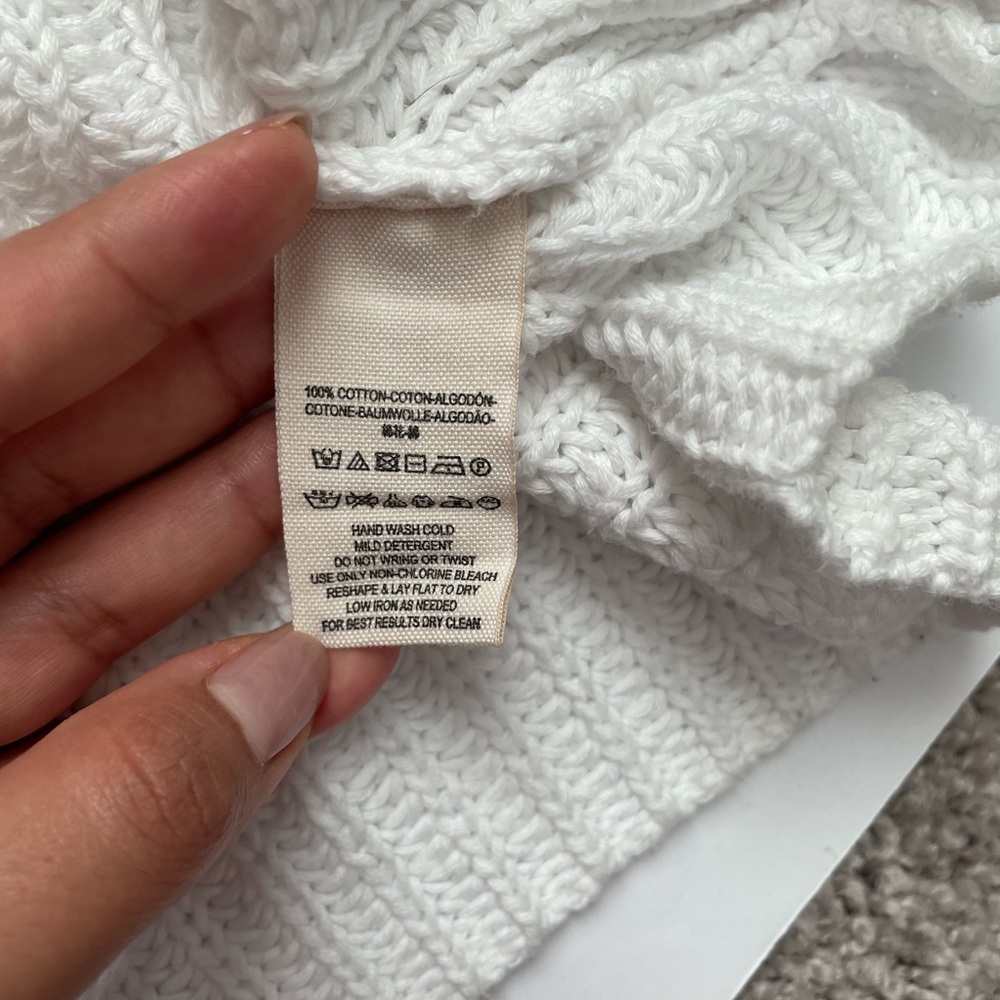 100% COTTON-COTON-ALGODÓN-
COTONE-BAUMWOLLE-ALGODÃO-
HAND WASH COLD
MILD DETERGENT
DO NOT WRING OR TWIST
USE ONLY NON-CHLORINE BLEACH
RESHAPE & LAY FLAT TO DRY
LOW IRON AS NEEDED
FOR BEST RESULTS DRY CLEAN